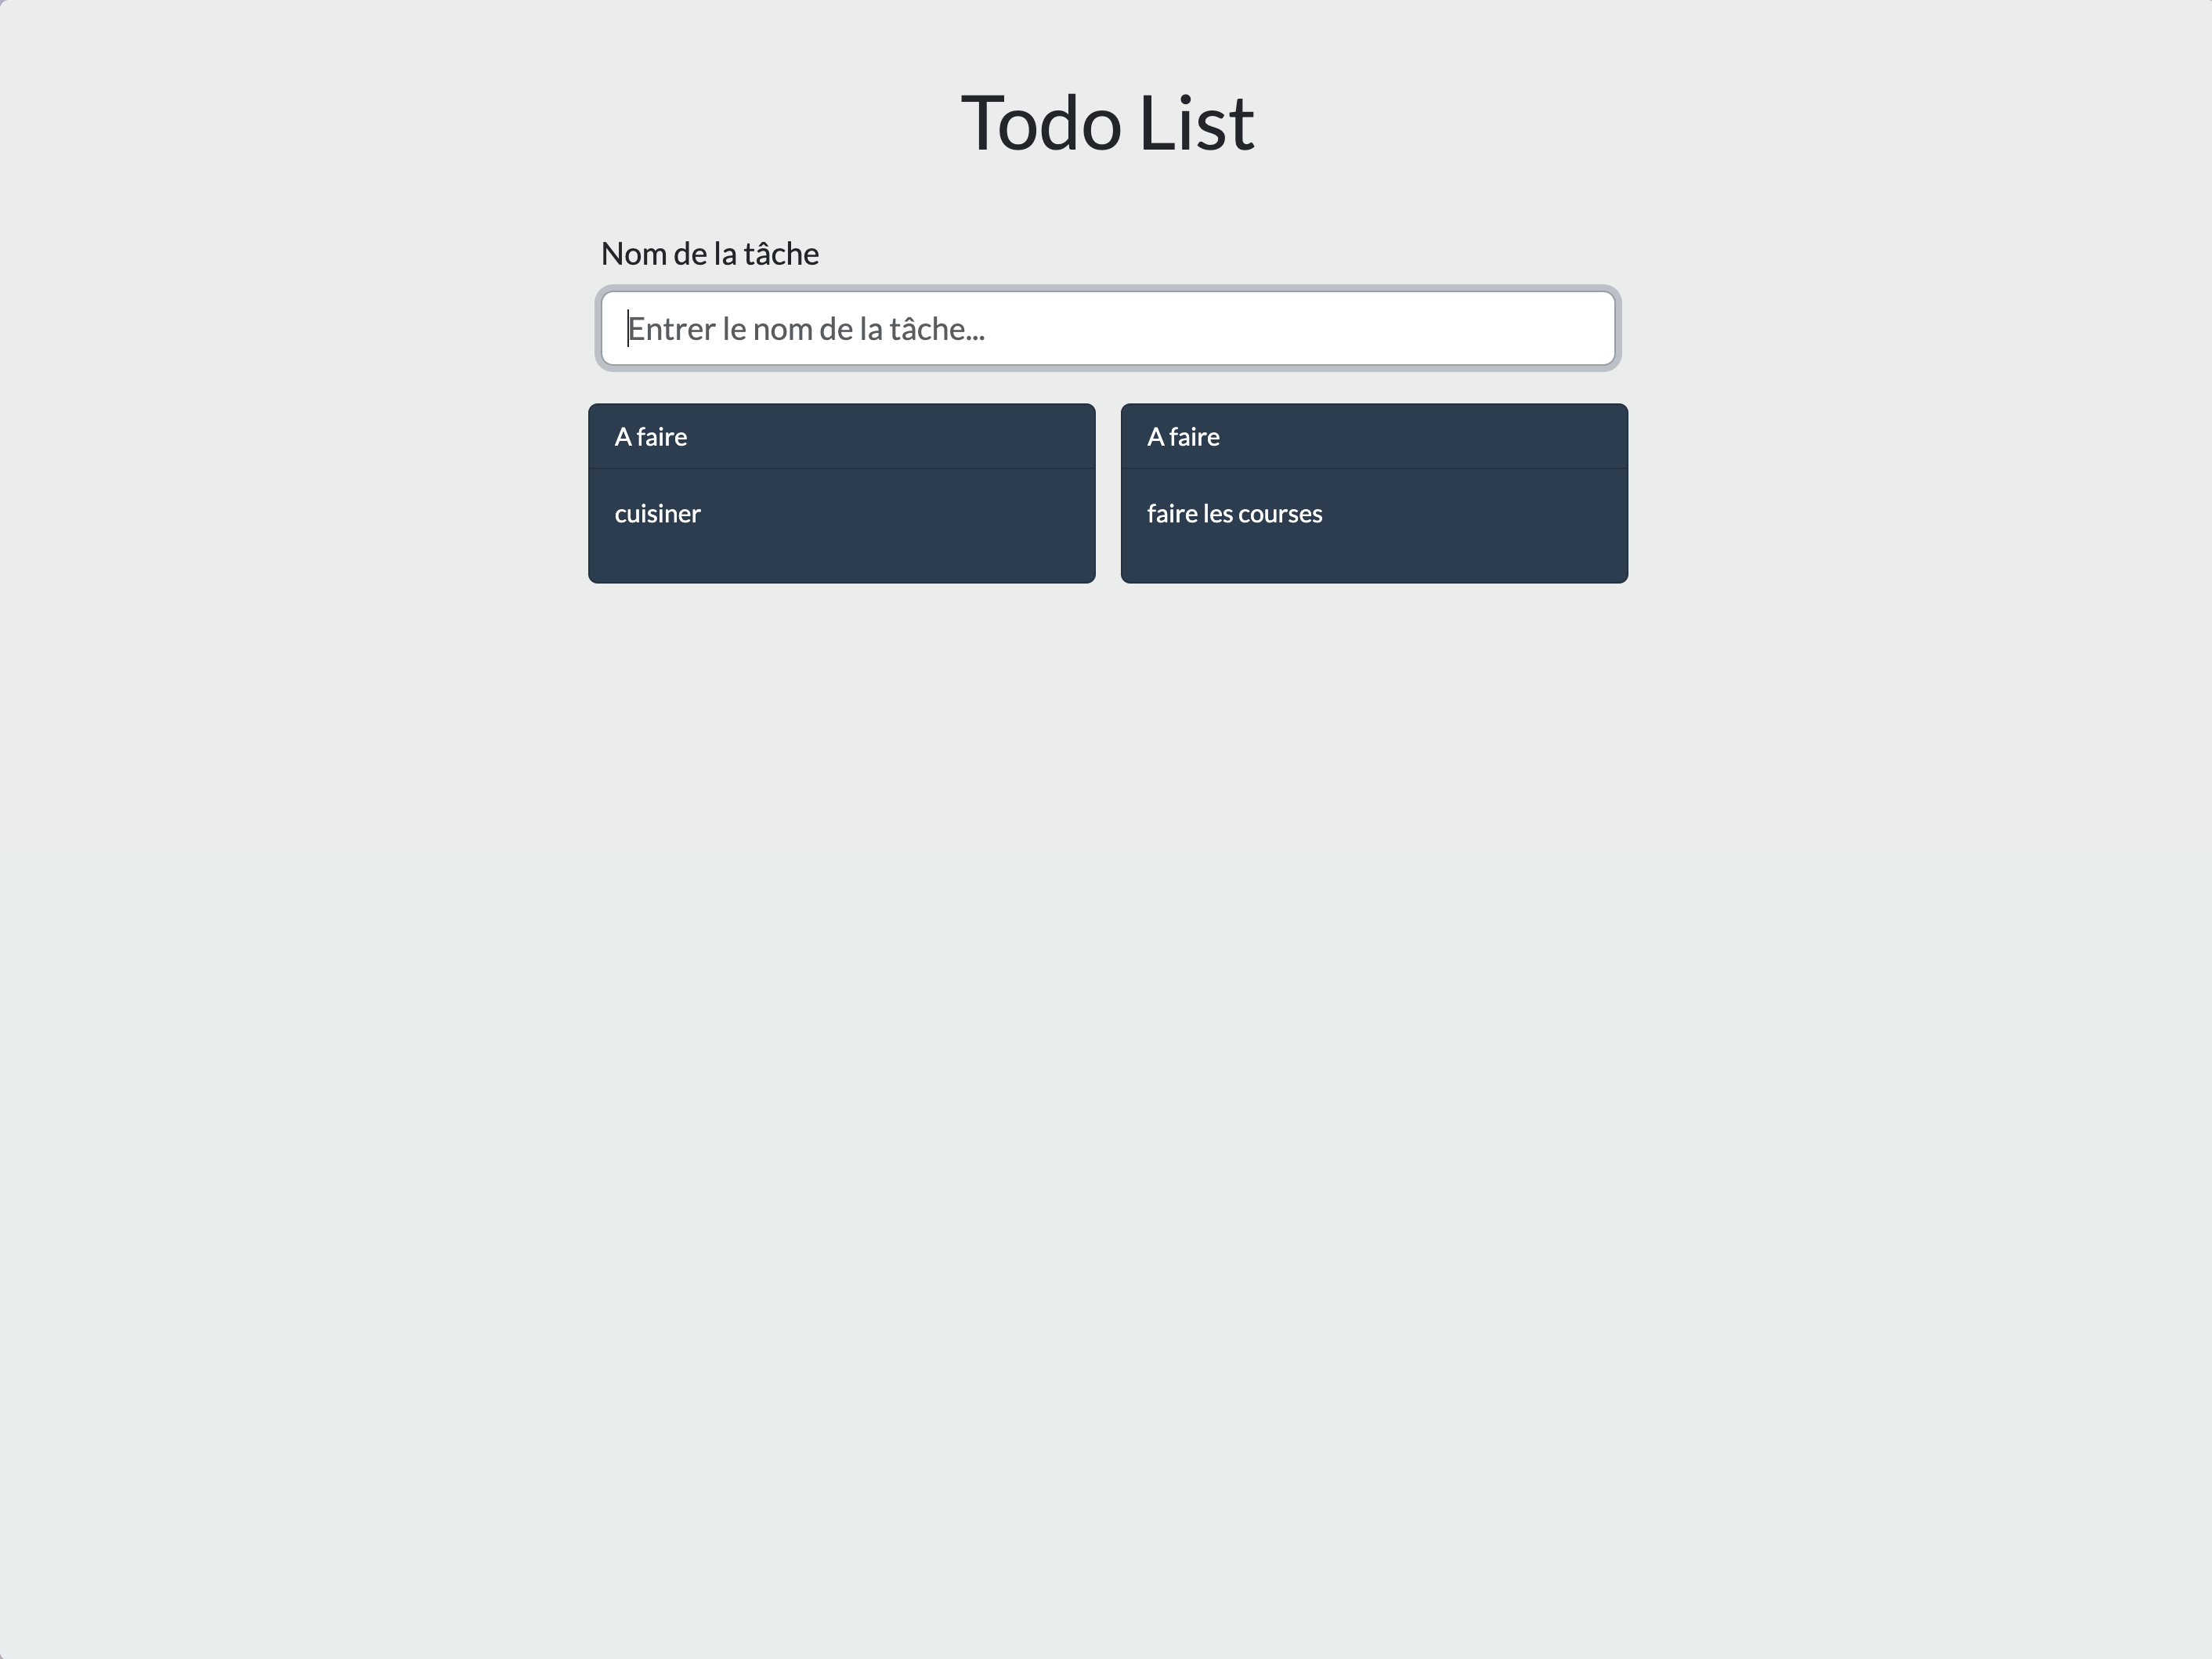 Todo List
Nom de la tâche
Entrer le nom de la tâche...
A faire
cuisiner
A faire
faire les courses